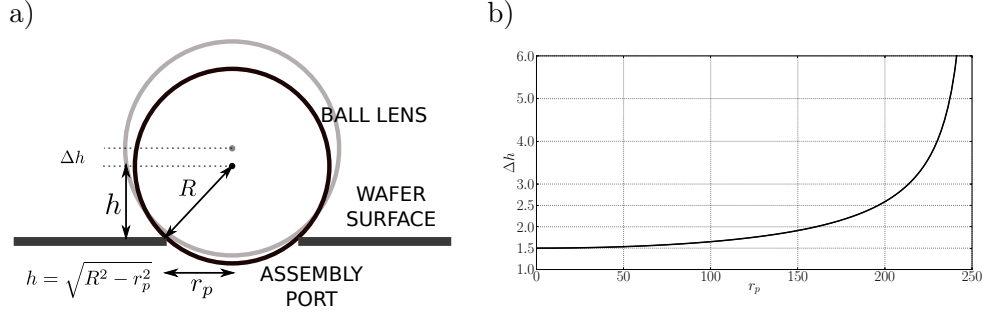 a)
BALL LENS
Δh
R
h
WAFER
SURFACE
h = √(R² − r_p²)
r_p
ASSEMBLY
PORT
b)
6.0
5.0
4.0
3.0
2.5
2.0
1.5
1.0
Δh
0 50 100 150 200 250
r_p